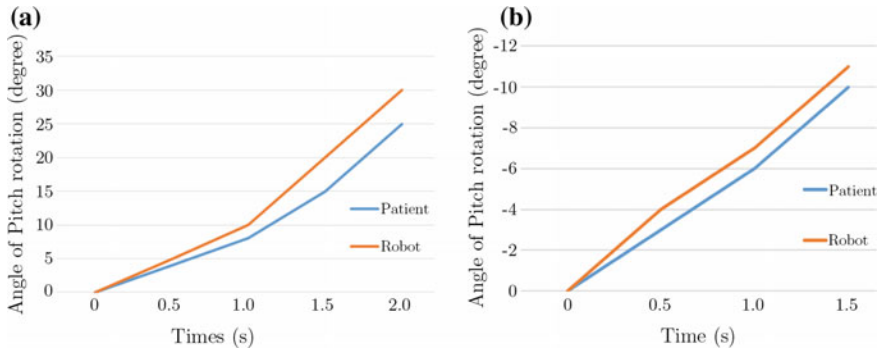 (a)
Angle of Pitch rotation (degree)
35
30
25
20
15
10
5
0
0 0.5 1.0 1.5 2.0
Times (s)
Patient
Robot
(b)
Angle of Pitch rotation (degree)
-12
-10
-8
-6
-4
-2
0
0 0.5 1.0 1.5
Time (s)
Patient
Robot